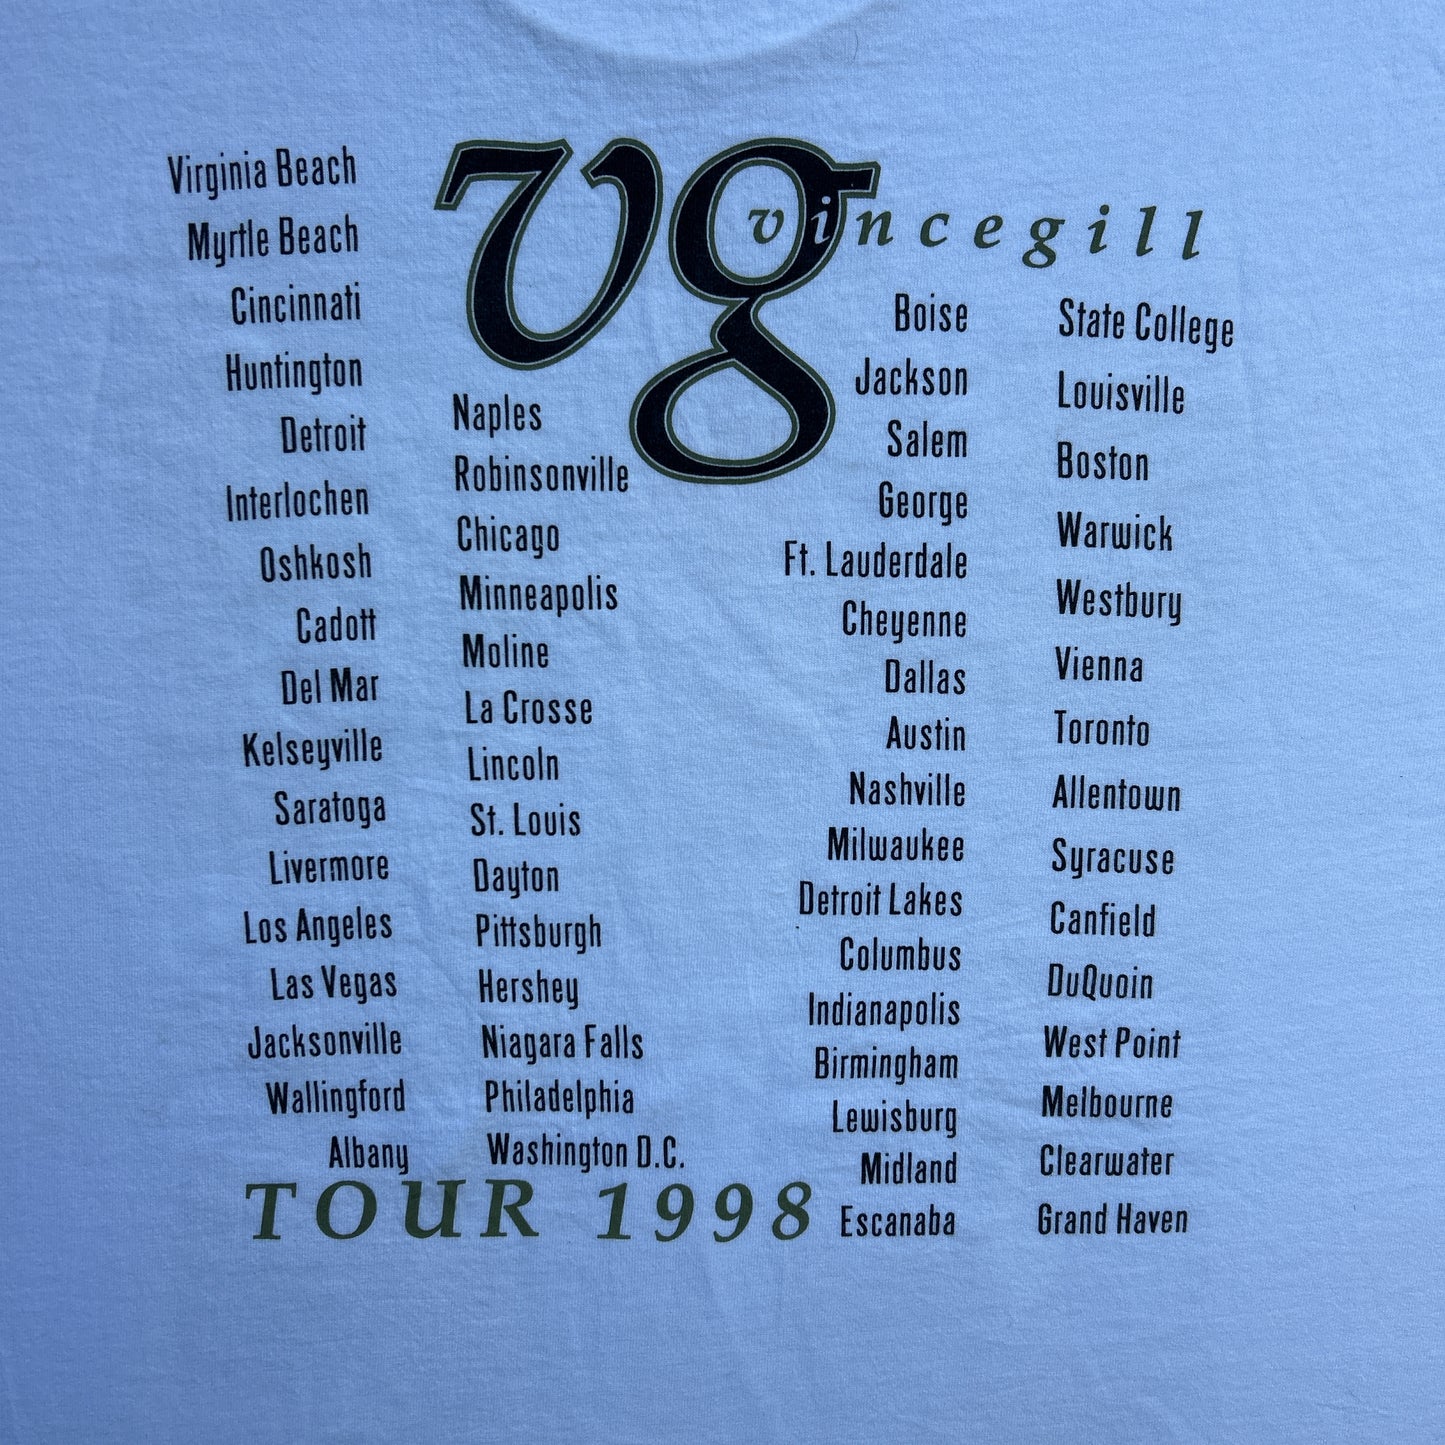 vg
vincegill
Virginia Beach
Myrtle Beach
Cincinnati
Huntington
Detroit
Interlochen
Oshkosh
Cadott
Del Mar
Kelseyville
Saratoga
Livermore
Los Angeles
Las Vegas
Jacksonville
Wallingford
Albany
Naples
Robinsonville
Chicago
Minneapolis
Moline
La Crosse
Lincoln
St. Louis
Dayton
Pittsburgh
Hershey
Niagara Falls
Philadelphia
Washington D.C.
Boise
Jackson
Salem
George
Ft. Lauderdale
Cheyenne
Dallas
Austin
Nashville
Milwaukee
Detroit Lakes
Columbus
Indianapolis
Birmingham
Lewisburg
Midland
Escanaba
State College
Louisville
Boston
Warwick
Westbury
Vienna
Toronto
Allentown
Syracuse
Canfield
DuQuoin
West Point
Melbourne
Clearwater
Grand Haven
TOUR 1998